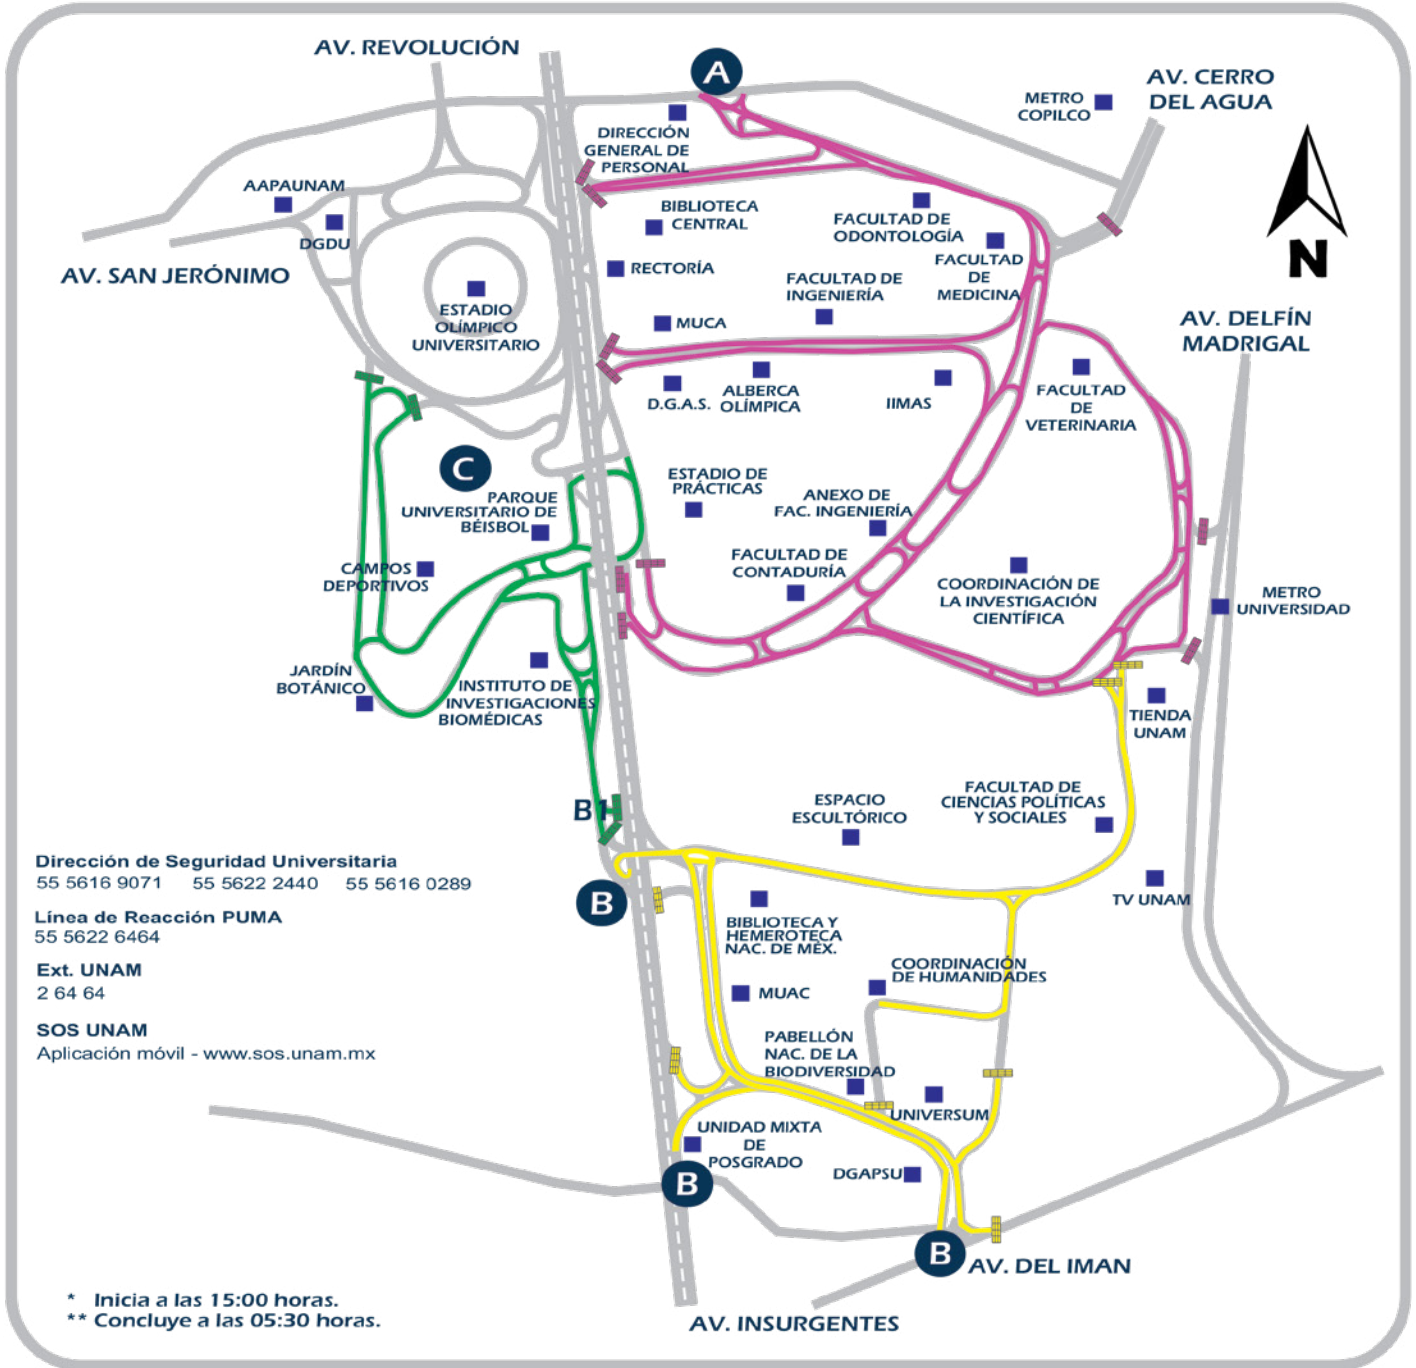 AV. REVOLUCIÓN
A
AV. CERRO
DEL AGUA
METRO
COPILCO
DIRECCIÓN
GENERAL DE
PERSONAL
AAPAUNAM
DGDU
BIBLIOTECA
CENTRAL
FACULTAD DE
ODONTOLOGÍA
N
AV. SAN JERÓNIMO
RECTORÍA
FACULTAD
DE
MEDICINA
FACULTAD DE
INGENIERÍA
ESTADIO
OLÍMPICO
UNIVERSITARIO
MUCA
AV. DELFÍN
MADRIGAL
D.G.A.S.
ALBERCA
OLÍMPICA
IIMAS
FACULTAD
DE
VETERINARIA
C
ESTADIO DE
PRÁCTICAS
PARQUE
UNIVERSITARIO DE
BÉISBOL
ANEXO DE
FAC. INGENIERÍA
CAMPOS
DEPORTIVOS
FACULTAD DE
CONTADURÍA
COORDINACIÓN DE
LA INVESTIGACIÓN
CIENTÍFICA
METRO
UNIVERSIDAD
JARDÍN
BOTÁNICO
INSTITUTO DE
INVESTIGACIONES
BIOMÉDICAS
TIENDA
UNAM
B1
ESPACIO
ESCULTÓRICO
FACULTAD DE
CIENCIAS POLÍTICAS
Y SOCIALES
Dirección de Seguridad Universitaria
55 5616 9071 55 5622 2440 55 5616 0289
B
TV UNAM
Línea de Reacción PUMA
55 5622 6464
BIBLIOTECA Y
HEMEROTECA
NAC. DE MÉX.
Ext. UNAM
2 64 64
COORDINACIÓN
DE HUMANIDADES
MUAC
SOS UNAM
Aplicación móvil - www.sos.unam.mx
PABELLÓN
NAC. DE LA
BIODIVERSIDAD
UNIVERSUM
UNIDAD MIXTA
DE
POSGRADO
DGAPSU
B
B
AV. DEL IMAN
* Inicia a las 15:00 horas.
** Concluye a las 05:30 horas.
AV. INSURGENTES